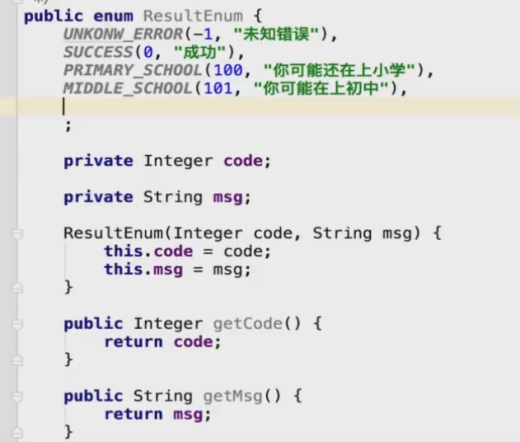 */
public enum ResultEnum {
UNKONW_ERROR(-1, "未知错误"),
SUCCESS(0, "成功"),
PRIMARY_SCHOOL(100, "你可能还在上小学"),
MIDDLE_SCHOOL(101, "你可能在上初中"),
;
private Integer code;
private String msg;
ResultEnum(Integer code, String msg) {
this.code = code;
this.msg = msg;
}
public Integer getCode() {
return code;
}
public String getMsg() {
return msg;
}